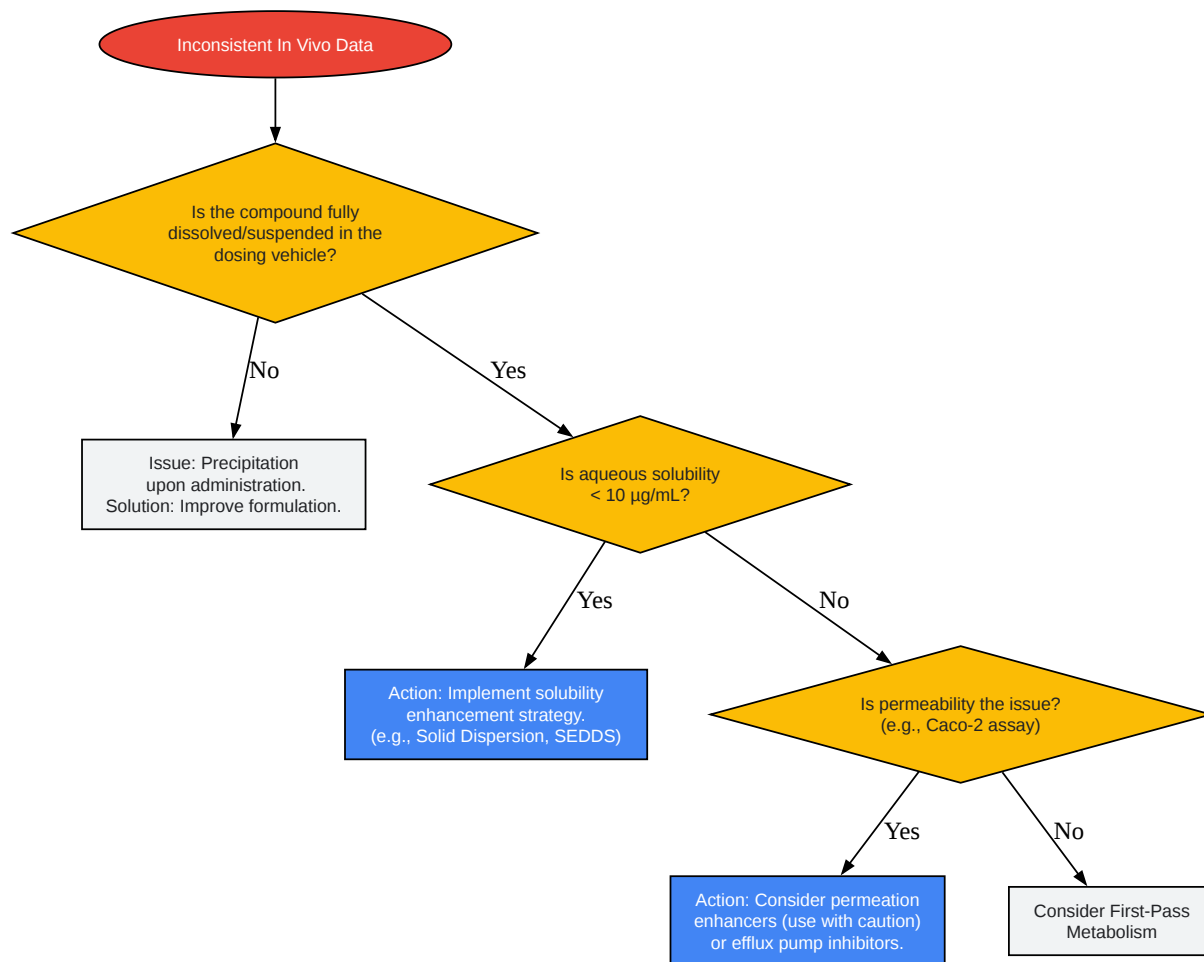 Inconsistent In Vivo Data
Is the compound fully
dissolved/suspended in the
dosing vehicle?
No
Yes
Issue: Precipitation
upon administration.
Solution: Improve formulation.
Is aqueous solubility
< 10 µg/mL?
Yes
No
Action: Implement solubility
enhancement strategy.
(e.g., Solid Dispersion, SEDDS)
Is permeability the issue?
(e.g., Caco-2 assay)
Yes
No
Action: Consider permeation
enhancers (use with caution)
or efflux pump inhibitors.
Consider First-Pass
Metabolism